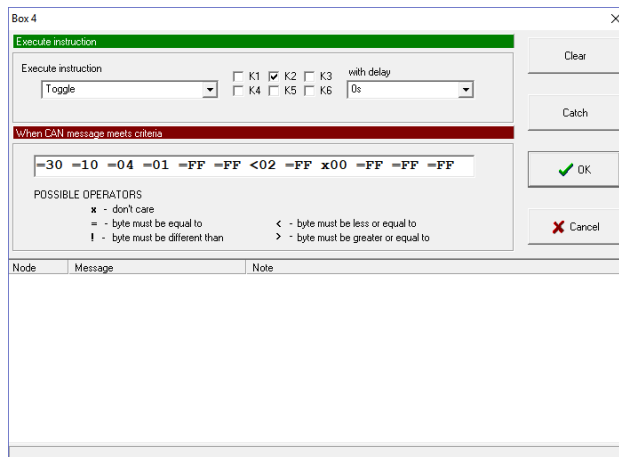 Box 4
Execute instruction
Execute instruction
Toggle
K1 K2 K3
K4 K5 K6
with delay
0s
When CAN message meets criteria
=30 =10 =04 =01 =FF =FF <02 =FF x00 =FF =FF =FF
POSSIBLE OPERATORS
x - don't care
= - byte must be equal to
< - byte must be less or equal to
! - byte must be different than
> - byte must be greater or equal to
Clear
Catch
OK
Cancel
Node Message Note